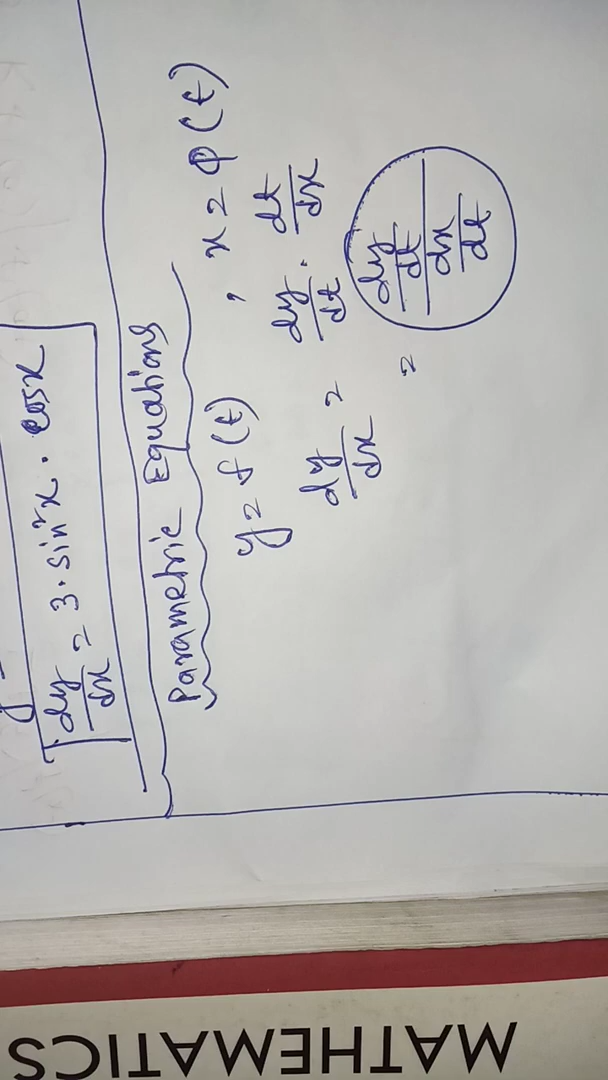 dy/dx = 3·sin²x · cosx
Parametric Equations
y = f(t) , x = φ(t)
dy/dx = dy/dt · dt/dx
= (dy/dt)/(dx/dt)
MATHEMATICS